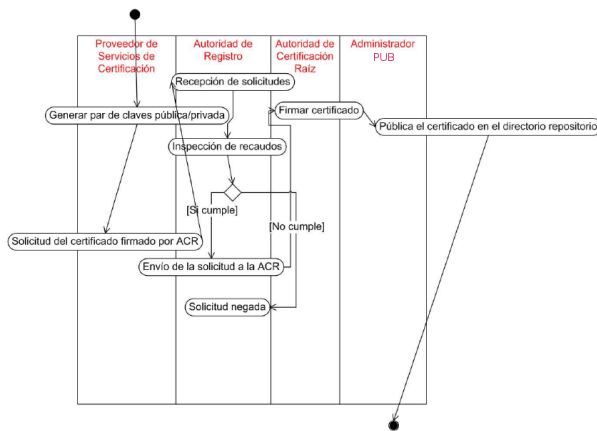 Proveedor de
Servicios de
Certificación
Autoridad de
Registro
Autoridad de
Certificación
Raíz
Administrador
PUB
Recepción de solicitudes
Generar par de claves pública/privada
Firmar certificado
Pública el certificado en el directorio repositorio
Inspección de recaudos
[Si cumple]
[No cumple]
Solicitud del certificado firmado por ACR
Envío de la solicitud a la ACR
Solicitud negada